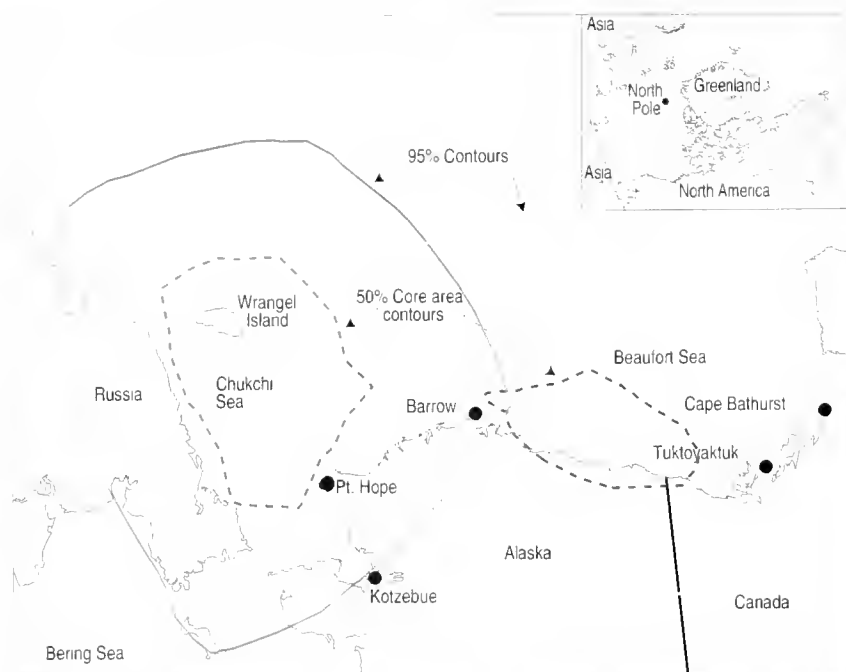 Asia
Greenland
North
Pole
Asia
North America
95% Contours
50% Core area
contours
Wrangel
Island
Beaufort Sea
Russia
Chukchi
Sea
Barrow
Cape Bathurst
Tuktoyaktuk
Pt. Hope
Alaska
Kotzebue
Canada
Bering Sea